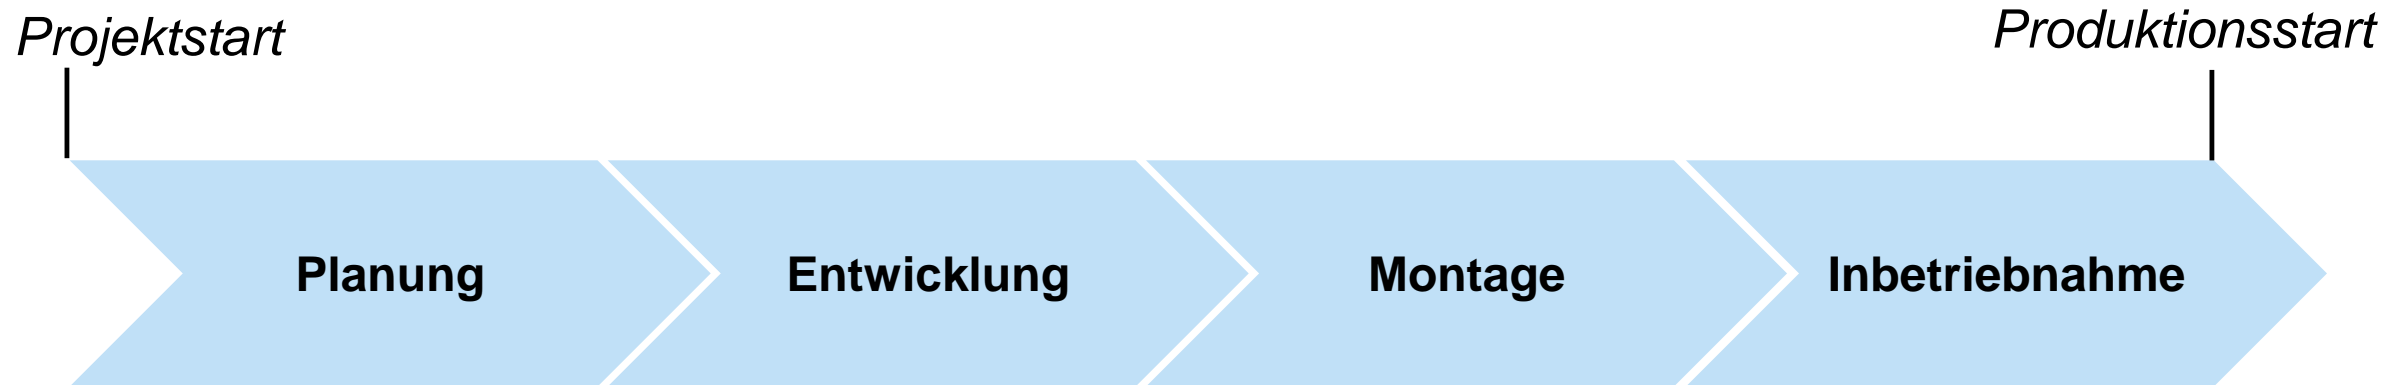 Projektstart
Produktionsstart
Planung
Entwicklung
Montage
Inbetriebnahme